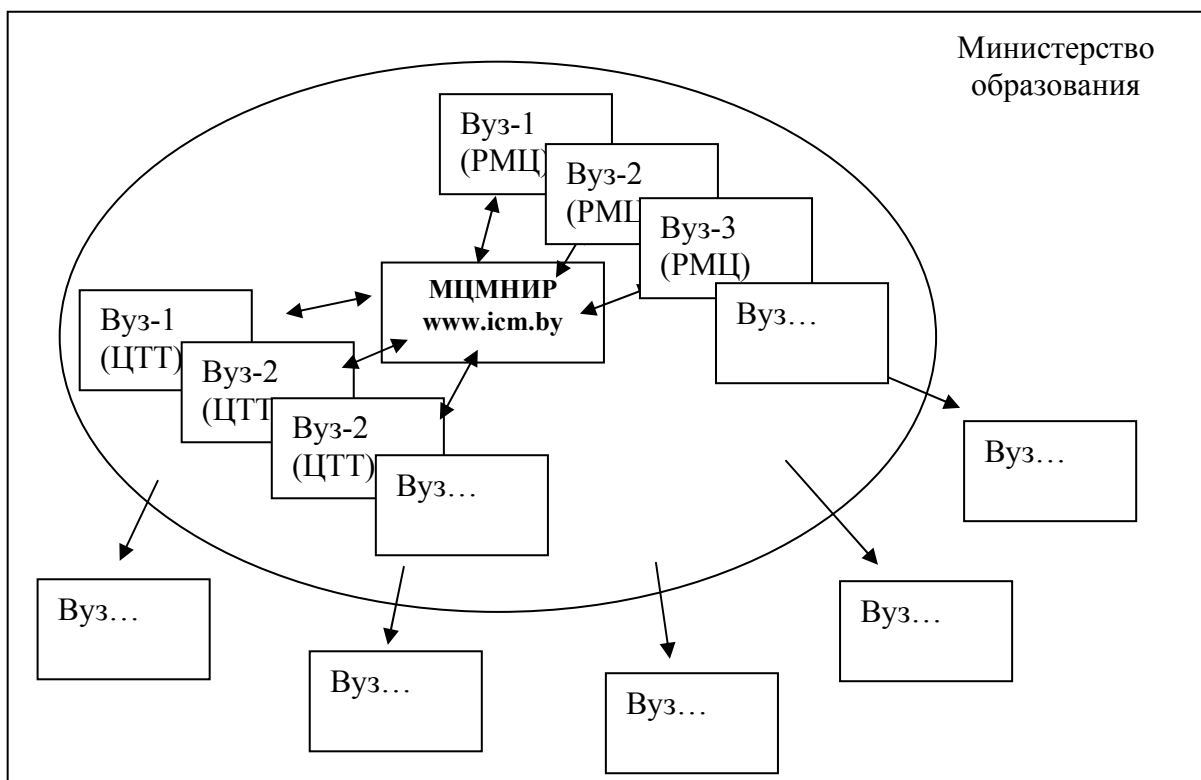 Министерство
образования
Вуз-1
(РМЦ)
Вуз-2
(РМЦ
Вуз-3
(РМЦ)
Вуз…
МЦМНИР
www.icm.by
Вуз-1
(ЦТТ)
Вуз-2
(ЦТТ
Вуз-2
(ЦТТ)
Вуз…
Вуз…
Вуз…
Вуз…
Вуз…
Вуз…